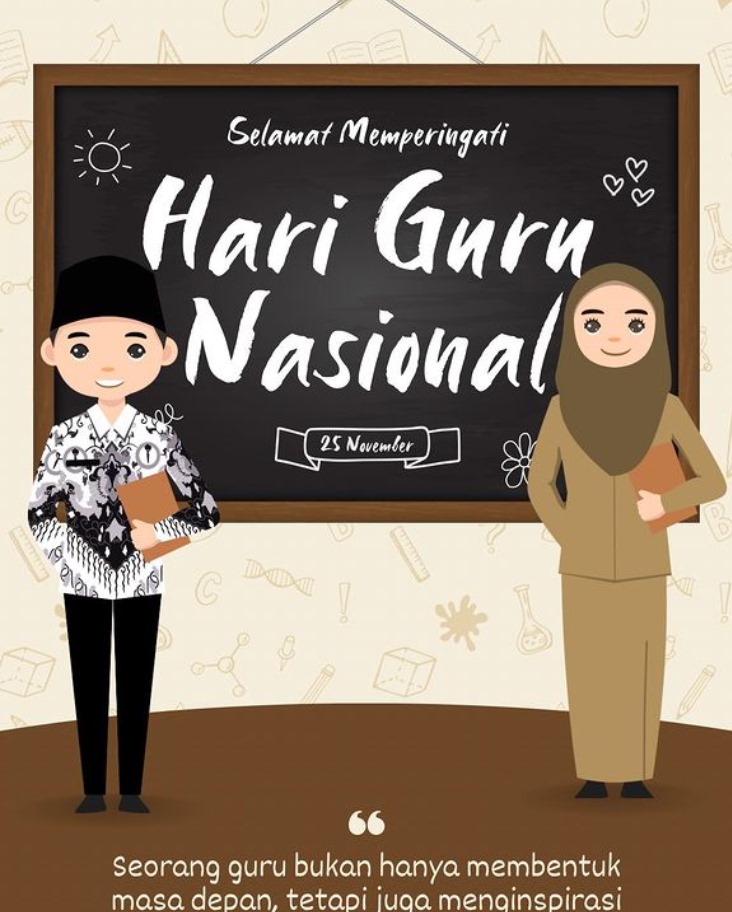 Selamat Memperingati
Hari Guru
Nasional
25 November
“
Seorang guru bukan hanya membentuk
masa depan, tetapi juga menginspirasi